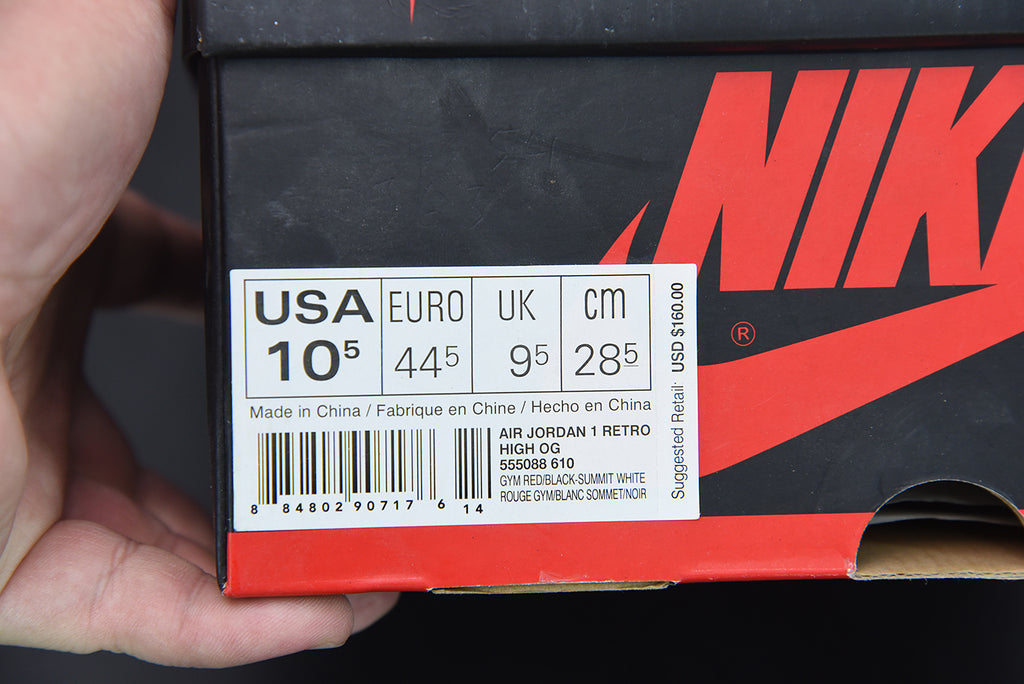 NIK
®
USA EURO UK cm
10⁵ 44⁵ 9⁵ 28⁵
Made in China / Fabrique en Chine / Hecho en China
AIR JORDAN 1 RETRO
HIGH OG
555088 610
GYM RED/BLACK-SUMMIT WHITE
ROUGE GYM/BLANC SOMMET/NOIR
8 84802 90717 6 14
Suggested Retail: USD $160.00